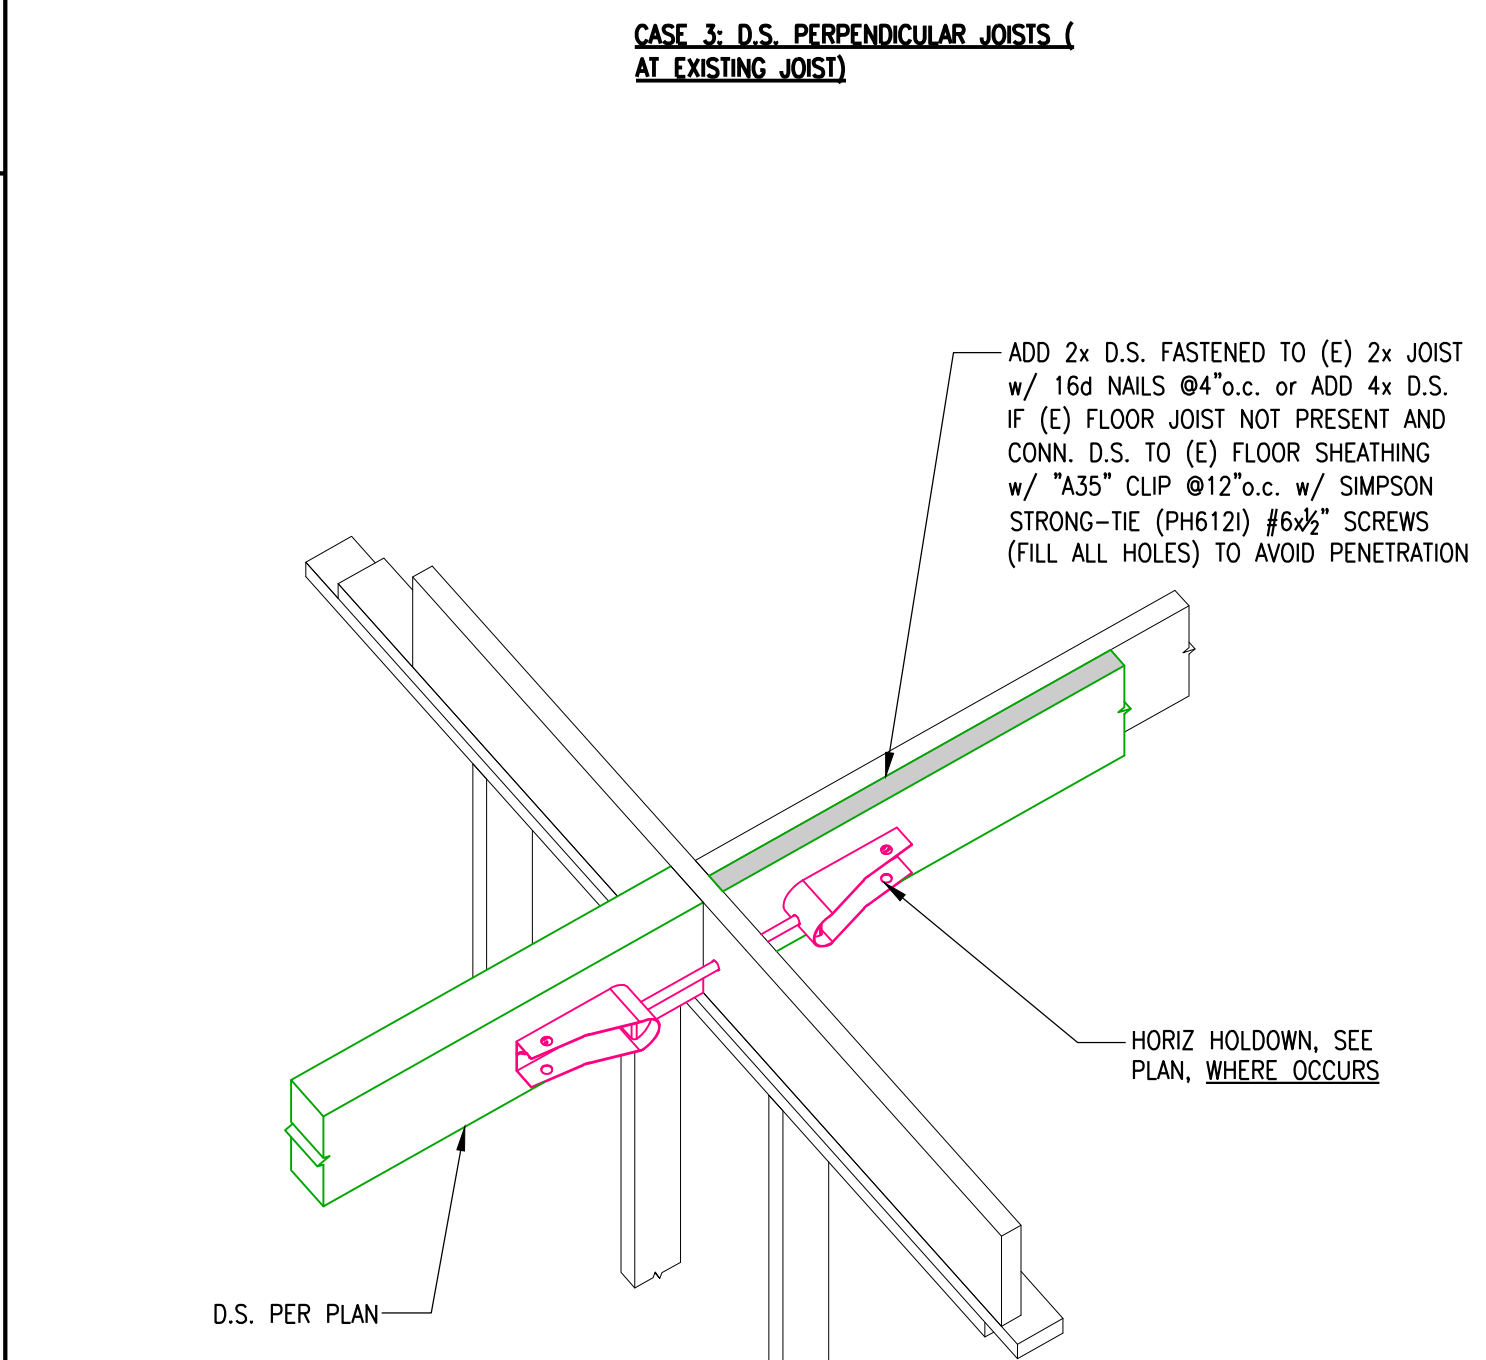 CASE 3: D.S. PERPENDICULAR JOISTS (
AT EXISTING JOIST)
ADD 2x D.S. FASTENED TO (E) 2x JOIST
w/ 16d NAILS @4"o.c. or ADD 4x D.S.
IF (E) FLOOR JOIST NOT PRESENT AND
CONN. D.S. TO (E) FLOOR SHEATHING
w/ "A35" CLIP @12"o.c. w/ SIMPSON
STRONG-TIE (PH612I) #6x½" SCREWS
(FILL ALL HOLES) TO AVOID PENETRATION
HORIZ HOLDOWN, SEE
PLAN, WHERE OCCURS
D.S. PER PLAN